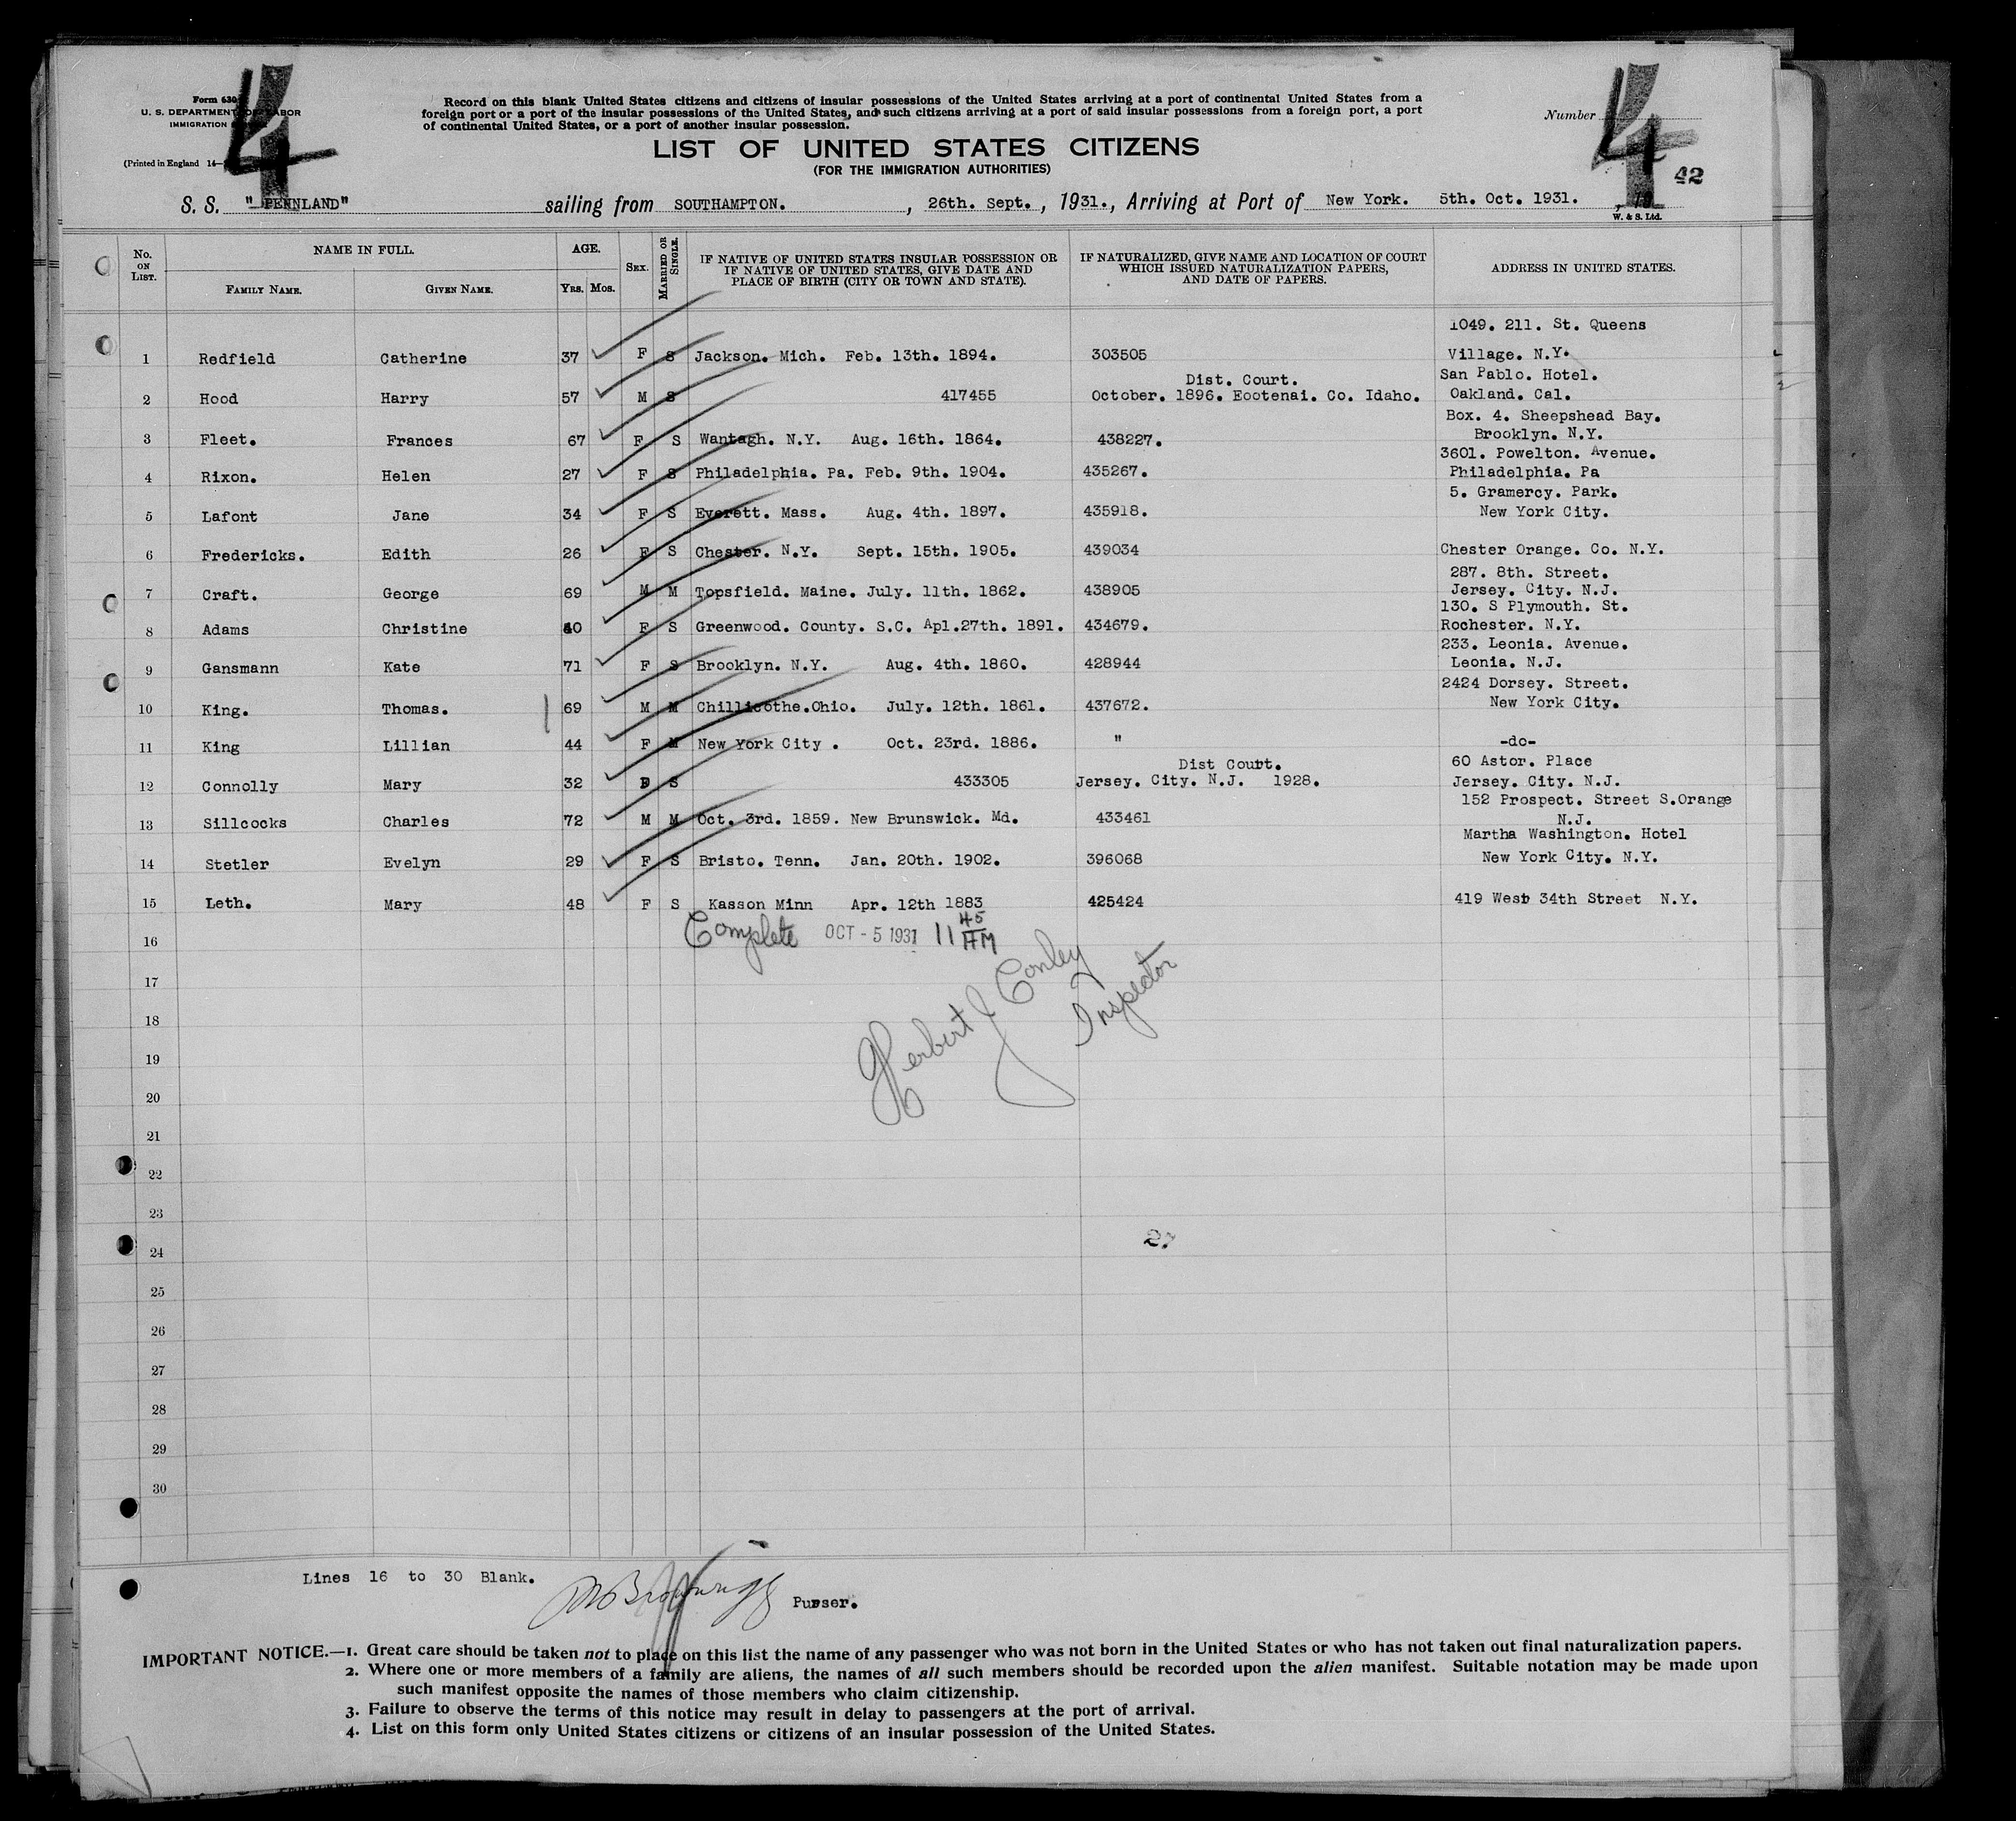 Form 630
U. S. DEPARTMENT OF LABOR
IMMIGRATION
(Printed in England 14—
4
Record on this blank United States citizens and citizens of insular possessions of the United States arriving at a port of continental United States from a
foreign port or a port of the insular possessions of the United States, and such citizens arriving at a port of said insular possessions from a foreign port, a port
of continental United States, or a port of another insular possession.
LIST OF UNITED STATES CITIZENS
(FOR THE IMMIGRATION AUTHORITIES)
Number
4
42
S. S. "PENNLAND" sailing from SOUTHAMPTON. , 26th. Sept. , 1931. , Arriving at Port of New York. 5th. Oct. 1931. , 19
W. & S. Ltd.
No. ON LIST. NAME IN FULL. AGE. SEX. MARRIED OR SINGLE. IF NATIVE OF UNITED STATES INSULAR POSSESSION OR IF NATIVE OF UNITED STATES, GIVE DATE AND PLACE OF BIRTH (CITY OR TOWN AND STATE). IF NATURALIZED, GIVE NAME AND LOCATION OF COURT WHICH ISSUED NATURALIZATION PAPERS, AND DATE OF PAPERS. ADDRESS IN UNITED STATES.
FAMILY NAME. GIVEN NAME. YRS. MOS.
1049. 211. St. Queens
1 Redfield Catherine 37 F S Jackson. Mich. Feb. 13th. 1894. 303505 Village. N.Y.
Dist. Court. San Pablo. Hotel.
2 Hood Harry 57 M S 417455 October. 1896. Eootenai. Co. Idaho. Oakland. Cal.
Box. 4. Sheepshead Bay.
3 Fleet. Frances 67 F S Wantagh. N.Y. Aug. 16th. 1864. 438227. Brooklyn. N.Y.
3601. Powelton. Avenue.
4 Rixon. Helen 27 F S Philadelphia. Pa. Feb. 9th. 1904. 435267. Philadelphia. Pa
5. Gramercy. Park.
5 Lafont Jane 34 F S Everett. Mass. Aug. 4th. 1897. 435918. New York City.
6 Fredericks. Edith 26 F S Chester. N.Y. Sept. 15th. 1905. 439034 Chester Orange. Co. N.Y.
287. 8th. Street.
7 Craft. George 69 M M Topsfield. Maine. July. 11th. 1862. 438905 Jersey. City. N.J.
130. S Plymouth. St.
8 Adams Christine 40 F S Greenwood. County. S.C. Apl.27th. 1891. 434679. Rochester. N.Y.
233. Leonia. Avenue.
9 Gansmann Kate 71 F S Brooklyn. N.Y. Aug. 4th. 1860. 428944 Leonia. N.J.
2424 Dorsey. Street.
10 King. Thomas. 69 M M Chillicothe.Ohio. July. 12th. 1861. 437672. New York City.
11 King Lillian 44 F M New York City . Oct. 23rd. 1886. " -do-
Dist Court. 60 Astor. Place
12 Connolly Mary 32 F S 433305 Jersey. City. N.J. 1928. Jersey. City. N.J.
152 Prospect. Street S.Orange
13 Sillcocks Charles 72 M M Oct. 3rd. 1859. New Brunswick. Md. 433461 N.J.
Martha Washington. Hotel
14 Stetler Evelyn 29 F S Bristo. Tenn. Jan. 20th. 1902. 396068 New York City. N.Y.
15 Leth. Mary 48 F S Kasson Minn Apr. 12th 1883 425424 419 West 34th Street N.Y.
Complete OCT - 5 1931 11 45 AM
16
Herbert J Conley
Inspector
17
18
19
20
21
22
23
27
24
25
26
27
28
29
30
Lines 16 to 30 Blank.
Purser.
IMPORTANT NOTICE.—1. Great care should be taken not to place on this list the name of any passenger who was not born in the United States or who has not taken out final naturalization papers.
2. Where one or more members of a family are aliens, the names of all such members should be recorded upon the alien manifest. Suitable notation may be made upon
such manifest opposite the names of those members who claim citizenship.
3. Failure to observe the terms of this notice may result in delay to passengers at the port of arrival.
4. List on this form only United States citizens or citizens of an insular possession of the United States.